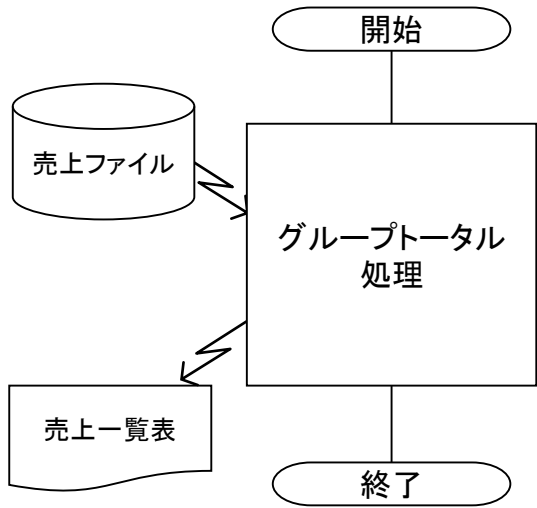 開始
売上ファイル
グループトータル
処理
売上一覧表
終了